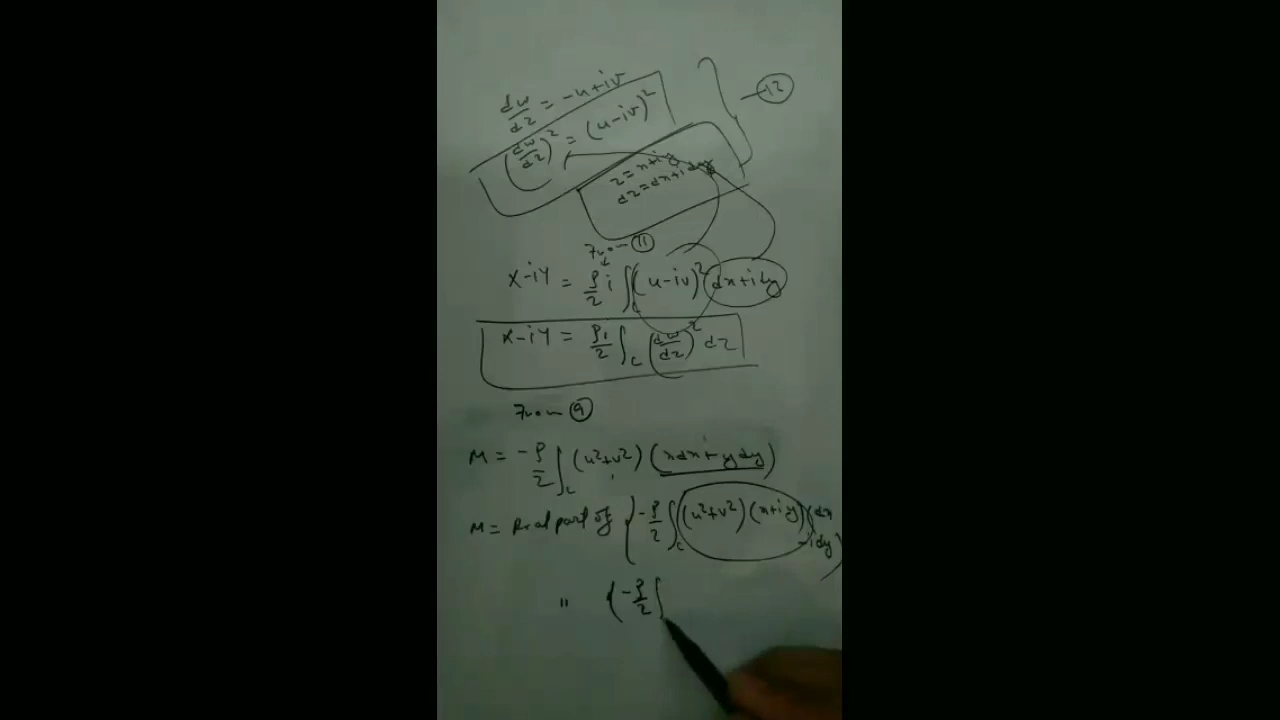 dw/dz = -u+iv
(dw/dz)² = (u-iv)²
— 12
z = x+iy
dz = dx+idy
From 11
X-iY = ρ/2 i ∫c (u-iv)² dx+idy
X-iY = ρi/2 ∫c (dw/dz)² dz
From 9
M = -ρ/2 ∫c (u²+v²) (xdx+ydy)
M = Real part of { -ρ/2 ∫c (u²+v²)(x+iy)(dx
-idy)
" { -ρ/2 ∫